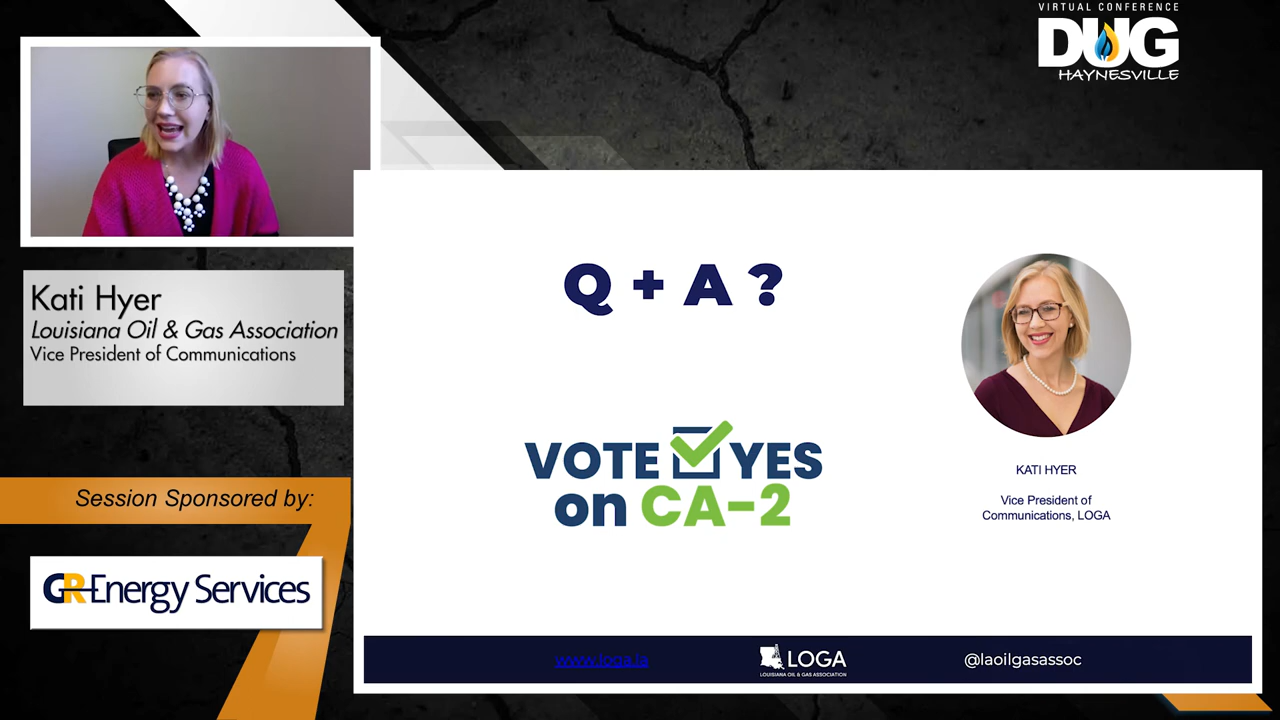 VIRTUAL CONFERENCE
DUG
HAYNESVILLE
Kati Hyer
Louisiana Oil & Gas Association
Vice President of Communications
Session Sponsored by:
GR Energy Services
Q + A ?
VOTE YES
on CA-2
KATI HYER
Vice President of
Communications, LOGA
www.loga.la
LOGA
LOUISIANA OIL & GAS ASSOCIATION
@laoilgasassoc